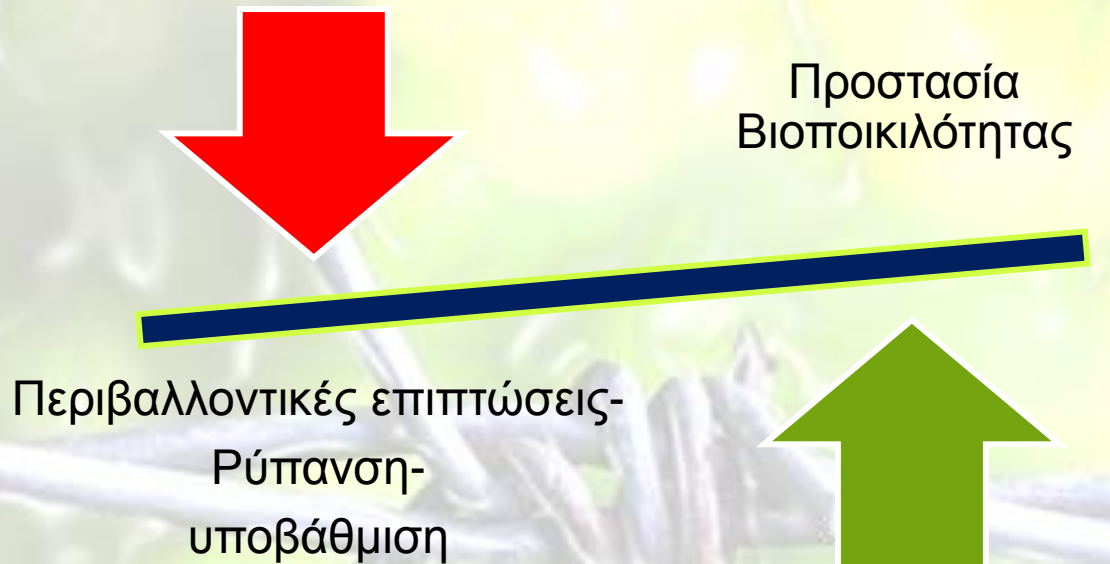 Προστασία
Βιοποικιλότητας
Περιβαλλοντικές επιπτώσεις-
Ρύπανση-
υποβάθμιση